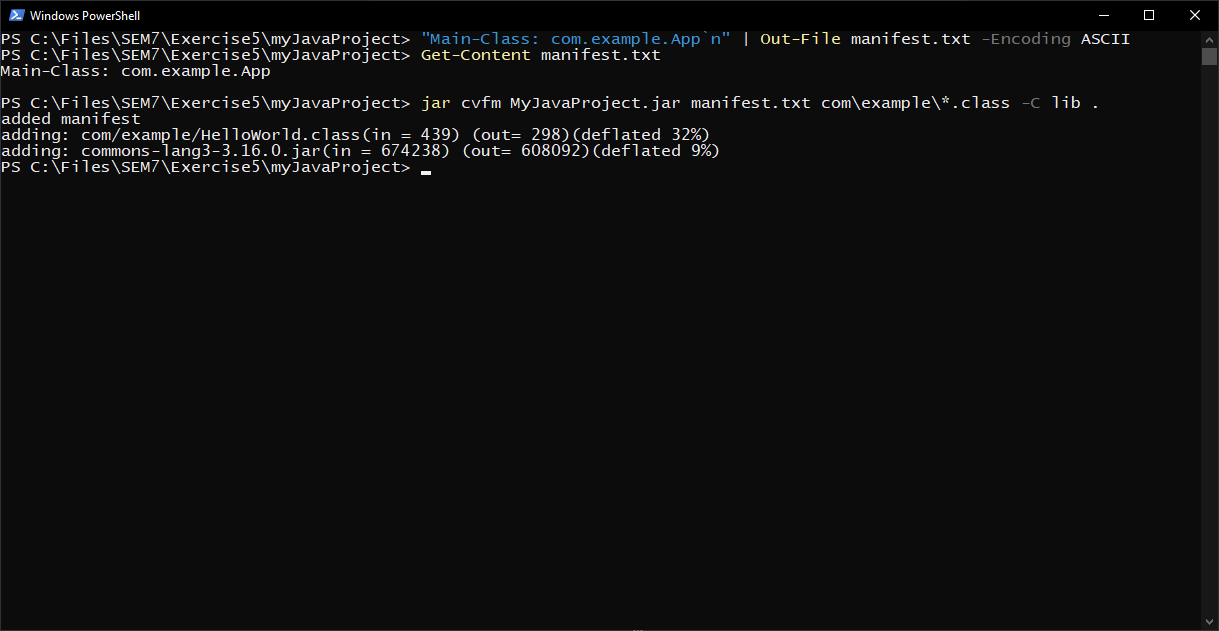 Windows PowerShell
PS C:\Files\SEM7\Exercise5\myJavaProject> "Main-Class: com.example.App`n" | Out-File manifest.txt -Encoding ASCII
PS C:\Files\SEM7\Exercise5\myJavaProject> Get-Content manifest.txt
Main-Class: com.example.App
PS C:\Files\SEM7\Exercise5\myJavaProject> jar cvfm MyJavaProject.jar manifest.txt com\example\*.class -C lib .
added manifest
adding: com/example/HelloWorld.class(in = 439) (out= 298)(deflated 32%)
adding: commons-lang3-3.16.0.jar(in = 674238) (out= 608092)(deflated 9%)
PS C:\Files\SEM7\Exercise5\myJavaProject>